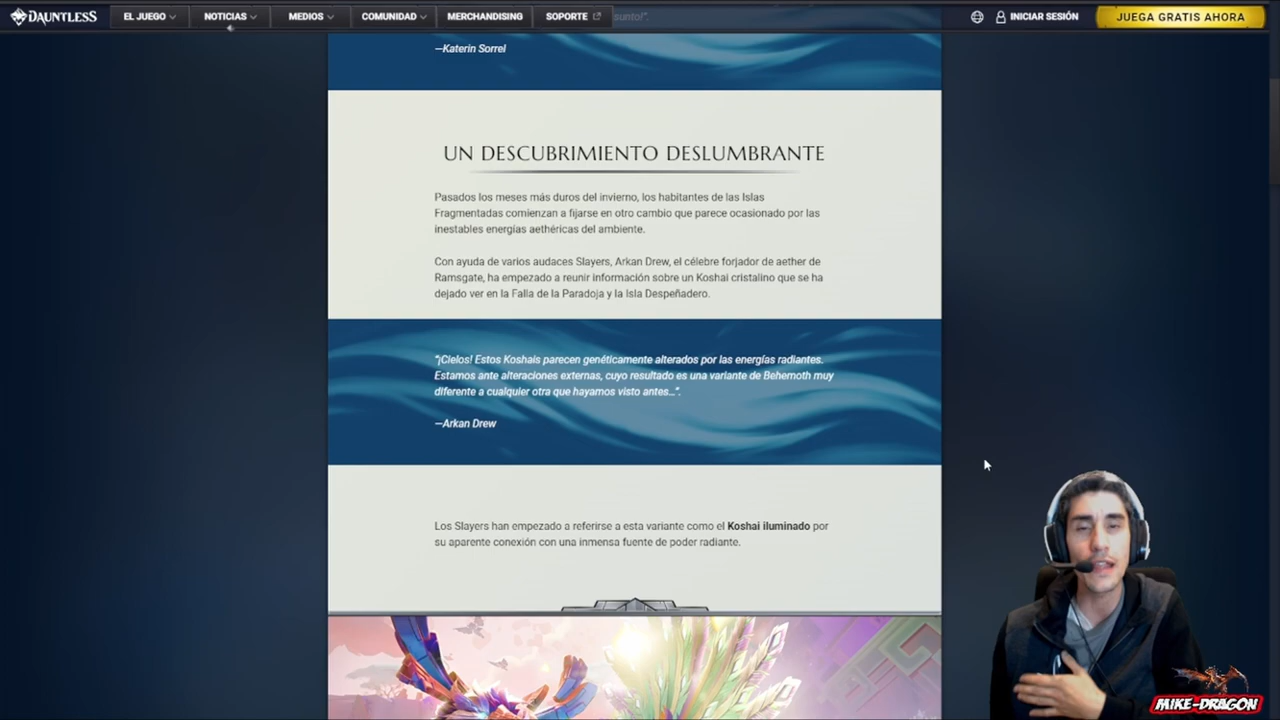 DAUNTLESS
EL JUEGO
NOTICIAS
MEDIOS
COMUNIDAD
MERCHANDISING
SOPORTE
sunto!".
INICIAR SESIÓN
JUEGA GRATIS AHORA
—Katerin Sorrel
UN DESCUBRIMIENTO DESLUMBRANTE
Pasados los meses más duros del invierno, los habitantes de las Islas
Fragmentadas comienzan a fijarse en otro cambio que parece ocasionado por las
inestables energías aethéricas del ambiente.
Con ayuda de varios audaces Slayers, Arkan Drew, el célebre forjador de aether de
Ramsgate, ha empezado a reunir información sobre un Koshai cristalino que se ha
dejado ver en la Falla de la Paradoja y la Isla Despeñadero.
"¡Cielos! Estos Koshais parecen genéticamente alterados por las energías radiantes.
Estamos ante alteraciones externas, cuyo resultado es una variante de Behemoth muy
diferente a cualquier otra que hayamos visto antes...".
—Arkan Drew
Los Slayers han empezado a referirse a esta variante como el Koshai iluminado por
su aparente conexión con una inmensa fuente de poder radiante.
MIKE-DRAGON